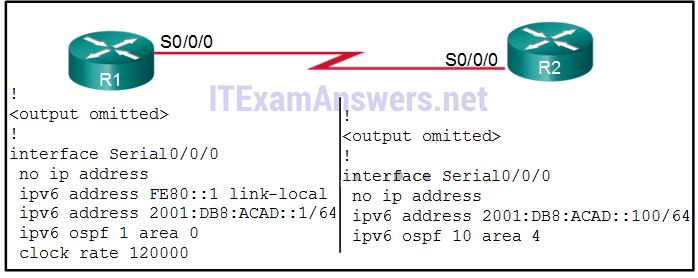 S0/0/0
S0/0/0
R1
R2
ITExamAnswers.net
!
<output omitted>
!
interface Serial0/0/0
no ip address
ipv6 address FE80::1 link-local
ipv6 address 2001:DB8:ACAD::1/64
ipv6 ospf 1 area 0
clock rate 120000
!
<output omitted>
!
interface Serial0/0/0
no ip address
ipv6 address 2001:DB8:ACAD::100/64
ipv6 ospf 10 area 4